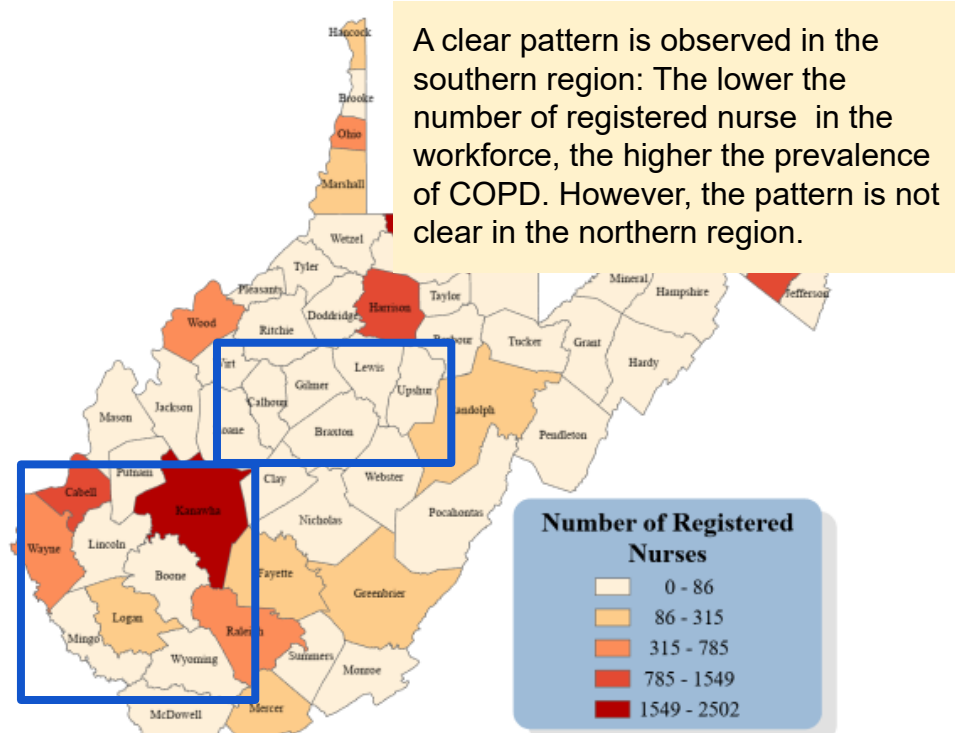 Hancock
A clear pattern is observed in the
southern region: The lower the
number of registered nurse in the
workforce, the higher the prevalence
of COPD. However, the pattern is not
clear in the northern region.
Brooke
Ohio
Marshall
Wetzel
Tyler
Pleasants
Doddridge
Harrison
Taylor
Mineral
Hampshire
Jefferson
Wood
Ritchie
Tucker
Grant
Hardy
Lewis
Gilmer
Upshur
Calhoun
Braxton
Mason
Jackson
oane
andolph
Pendleton
Putnam
Cabell
Kanawha
Clay
Webster
Nicholas
Pocahontas
Wayne
Lincoln
Boone
Fayette
Greenbrier
Logan
Mingo
Raleigh
Wyoming
Summers
Monroe
McDowell
Mercer
Number of Registered
Nurses
0 - 86
86 - 315
315 - 785
785 - 1549
1549 - 2502